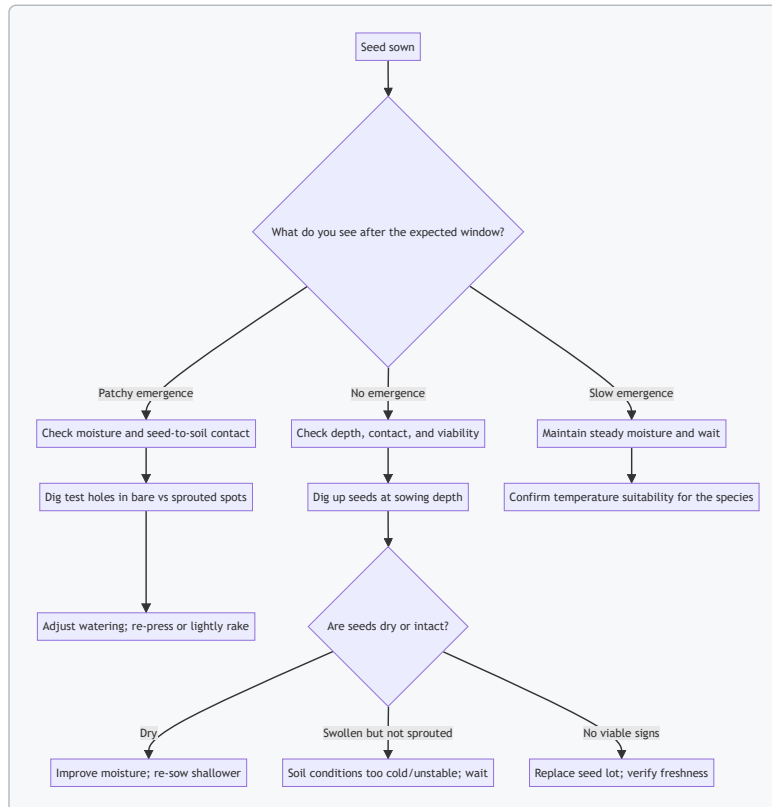 Seed sown
What do you see after the expected window?
Patchy emergence
No emergence
Slow emergence
Check moisture and seed-to-soil contact
Check depth, contact, and viability
Maintain steady moisture and wait
Dig test holes in bare vs sprouted spots
Dig up seeds at sowing depth
Confirm temperature suitability for the species
Adjust watering; re-press or lightly rake
Are seeds dry or intact?
Dry
Swollen but not sprouted
No viable signs
Improve moisture; re-sow shallower
Soil conditions too cold/unstable; wait
Replace seed lot; verify freshness